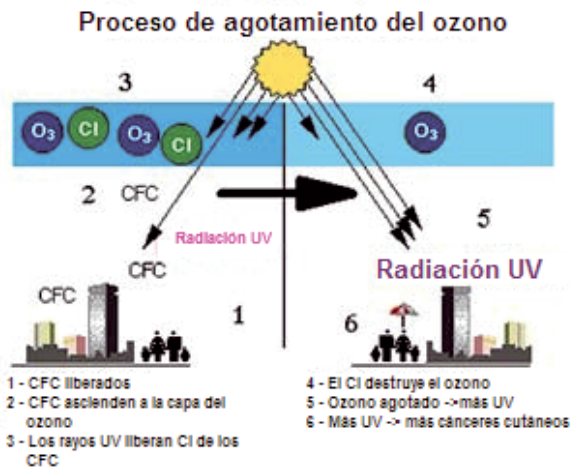 Proceso de agotamiento del ozono
3
4
O3
Cl
O3
Cl
O3
2
CFC
5
Radiación UV
CFC
Radiación UV
CFC
1
6
1 - CFC liberados
2 - CFC ascienden a la capa del
ozono
3 - Los rayos UV liberan Cl de los
CFC
4 - El Cl destruye el ozono
5 - Ozono agotado ->más UV
6 - Más UV -> más cánceres cutáneos